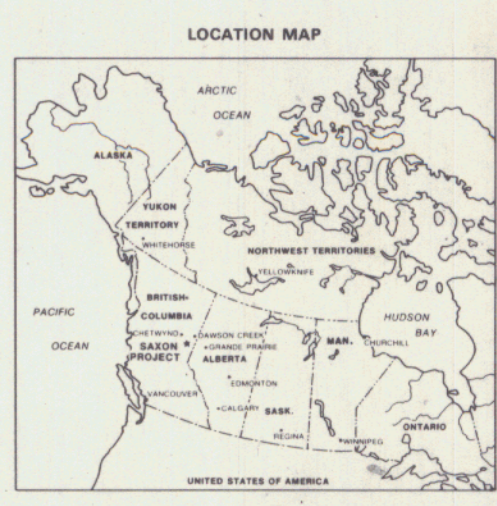 LOCATION MAP
ARCTIC
OCEAN
ALASKA
YUKON
TERRITORY
WHITEHORSE
NORTHWEST TERRITORIES
YELLOWKNIFE
BRITISH-
COLUMBIA
PACIFIC
OCEAN
HUDSON
BAY
CHETWYND
DAWSON CREEK
SAXON
PROJECT
*
GRANDE PRAIRIE
ALBERTA
MAN.
CHURCHILL
EDMONTON
VANCOUVER
CALGARY
SASK.
REGINA
WINNIPEG
ONTARIO
UNITED STATES OF AMERICA